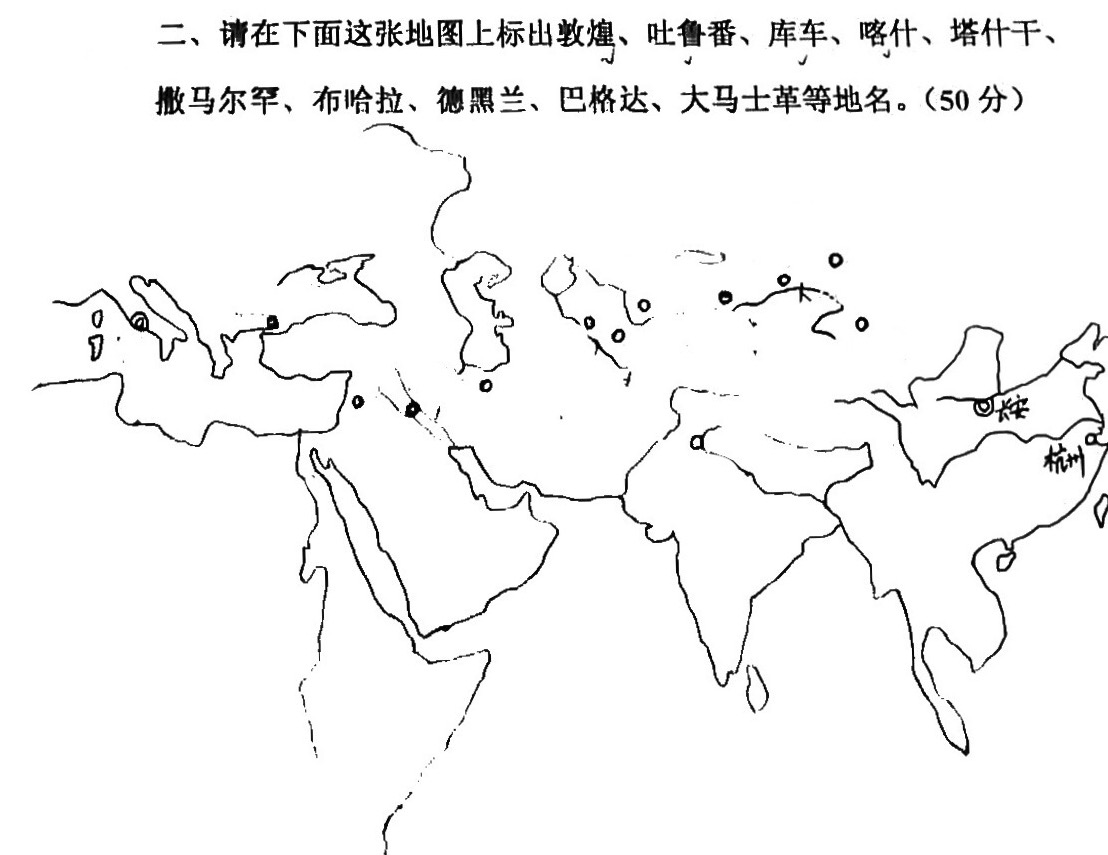 二、请在下面这张地图上标出敦煌、吐鲁番、库车、喀什、塔什干、
撒马尔罕、布哈拉、德黑兰、巴格达、大马士革等地名。(50 分)
长安
杭州